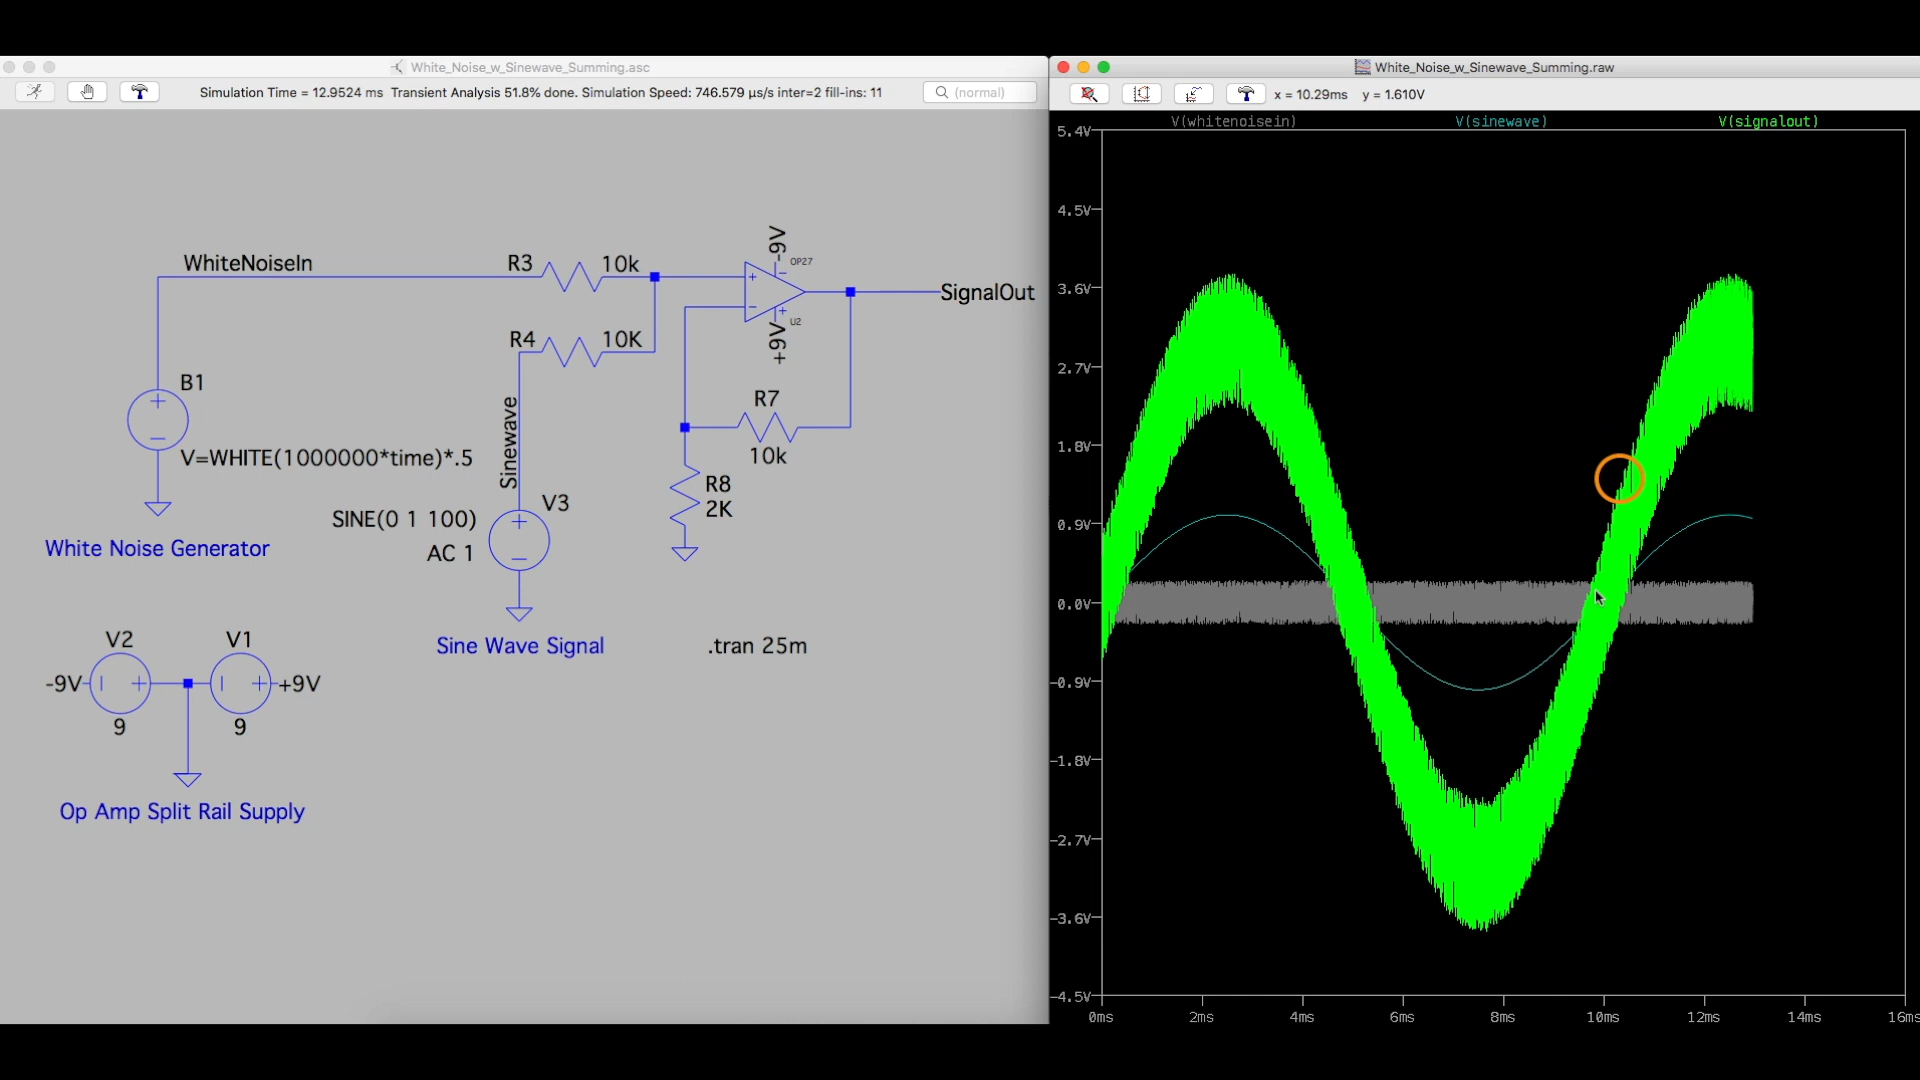 White_Noise_w_Sinewave_Summing.asc
White_Noise_w_Sinewave_Summing.raw
Simulation Time = 12.9524 ms Transient Analysis 51.8% done. Simulation Speed: 746.579 µs/s inter=2 fill-ins: 11
(normal)
x = 10.29ms y = 1.610V
V(whitenoisein) V(sinewave) V(signalout)
5.4V
4.5V
3.6V
2.7V
1.8V
0.9V
0.0V
-0.9V
-1.8V
-2.7V
-3.6V
-4.5V
0ms 2ms 4ms 6ms 8ms 10ms 12ms 14ms 16ms
WhiteNoiseIn
R3 10k
-9V
OP27
U2
+9V
SignalOut
R4 10K
B1
V=WHITE(1000000*time)*.5
White Noise Generator
Sinewave
R7
10k
R8
2K
V3
SINE(0 1 100)
AC 1
Sine Wave Signal
.tran 25m
V2 V1
-9V +9V
9 9
Op Amp Split Rail Supply